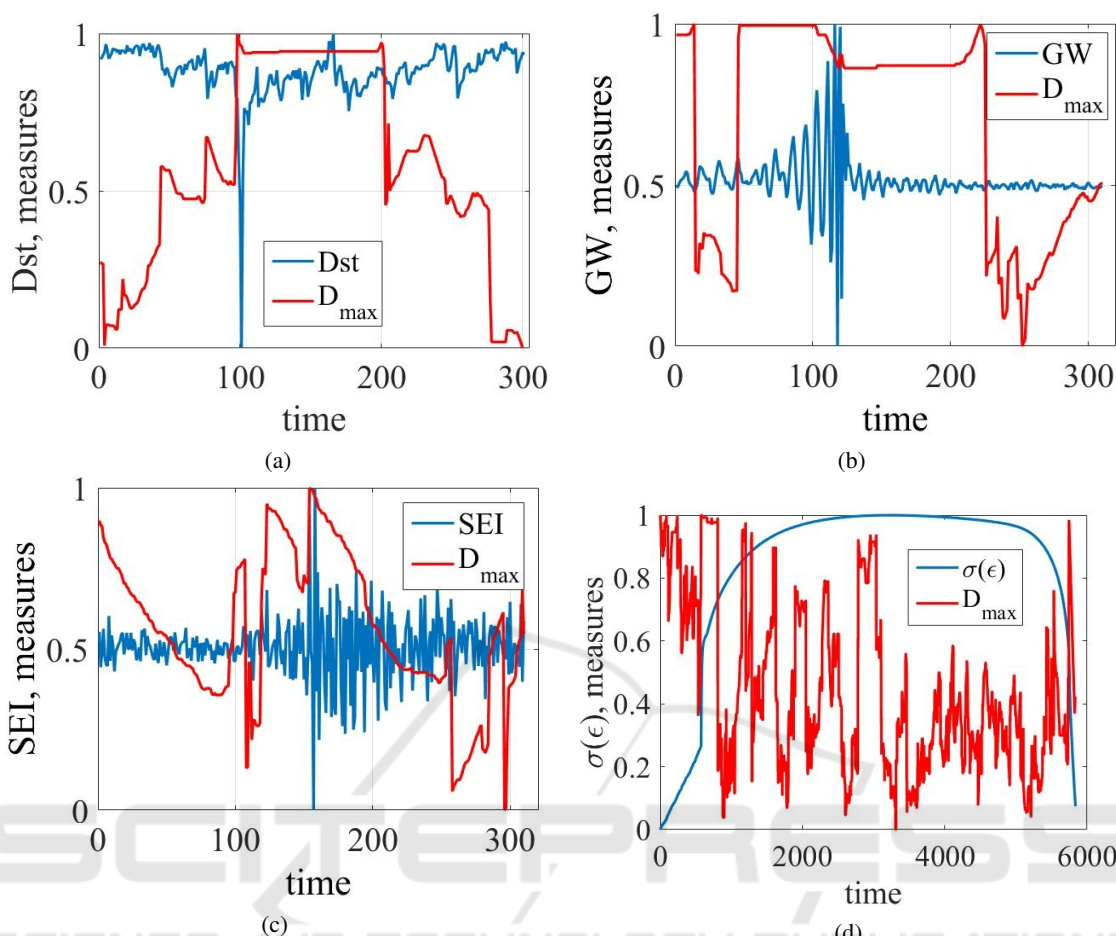 1
0.5
0
Dst, measures
Dst
D max
0 100 200 300
time
(a)
1
0.5
0
GW, measures
GW
D max
0 100 200 300
time
(b)
1
0.5
0
SEI, measures
SEI
D max
0 100 200 300
time
(c)
1
0.8
0.6
0.4
0.2
0
σ(ϵ), measures
σ(ϵ)
D max
0 2000 4000 6000
time
(d)
SCITEPRESS